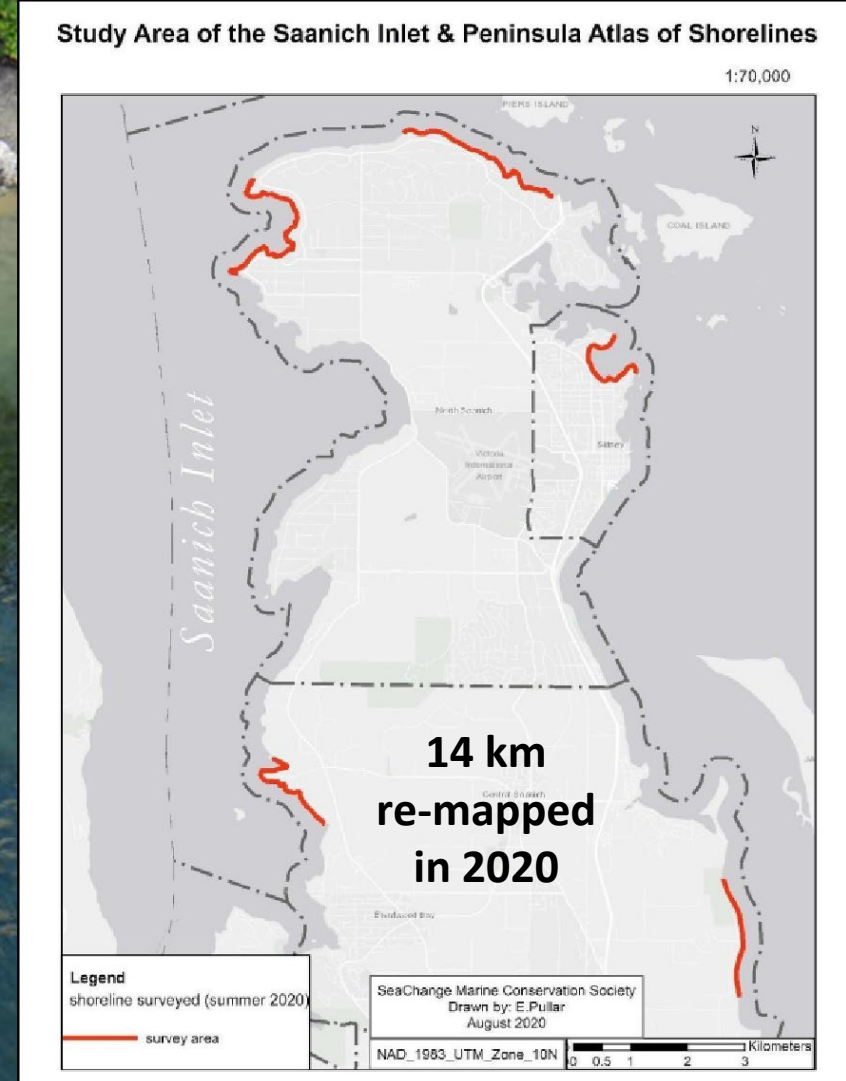 Study Area of the Saanich Inlet & Peninsula Atlas of Shorelines
1:70,000
PIERS ISLAND
N
COAL ISLAND
Saanich Inlet
North Saanich
Sidney
Victoria
International
Airport
14 km
re-mapped
in 2020
Central Saanich
Brentwood Bay
Legend
shoreline surveyed (summer 2020)
survey area
SeaChange Marine Conservation Society
Drawn by: E.Pullar
August 2020
NAD_1983_UTM_Zone_10N
Kilometers
0 0.5 1 2 3